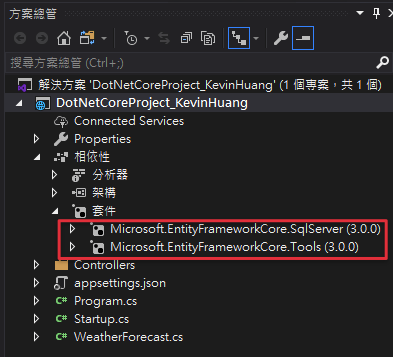 方案總管
搜尋方案總管 (Ctrl+;)
解決方案 'DotNetCoreProject_KevinHuang' (1 個專案，共 1 個)
DotNetCoreProject_KevinHuang
Connected Services
Properties
相依性
分析器
架構
套件
Microsoft.EntityFrameworkCore.SqlServer (3.0.0)
Microsoft.EntityFrameworkCore.Tools (3.0.0)
Controllers
appsettings.json
C# Program.cs
C# Startup.cs
C# WeatherForecast.cs